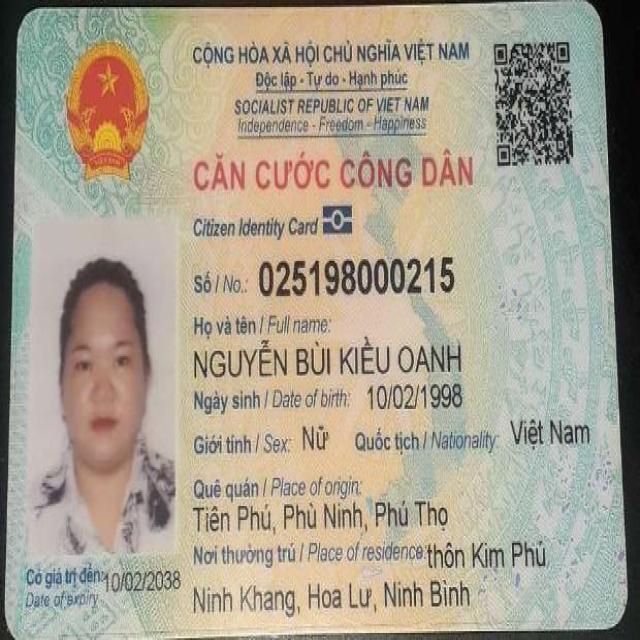 CỘNG HÒA XÃ HỘI CHỦ NGHĨA VIỆT NAM
Độc lập - Tự do - Hạnh phúc
SOCIALIST REPUBLIC OF VIET NAM
Independence - Freedom - Happiness
CĂN CƯỚC CÔNG DÂN
Citizen Identity Card
Số / No.: 025198000215
Họ và tên / Full name:
NGUYỄN BÙI KIỀU OANH
Ngày sinh / Date of birth: 10/02/1998
Giới tính / Sex: Nữ Quốc tịch / Nationality: Việt Nam
Quê quán / Place of origin:
Tiên Phú, Phù Ninh, Phú Thọ
Nơi thường trú / Place of residence: thôn Kim Phú
Ninh Khang, Hoa Lư, Ninh Bình
Có giá trị đến: 10/02/2038
Date of expiry